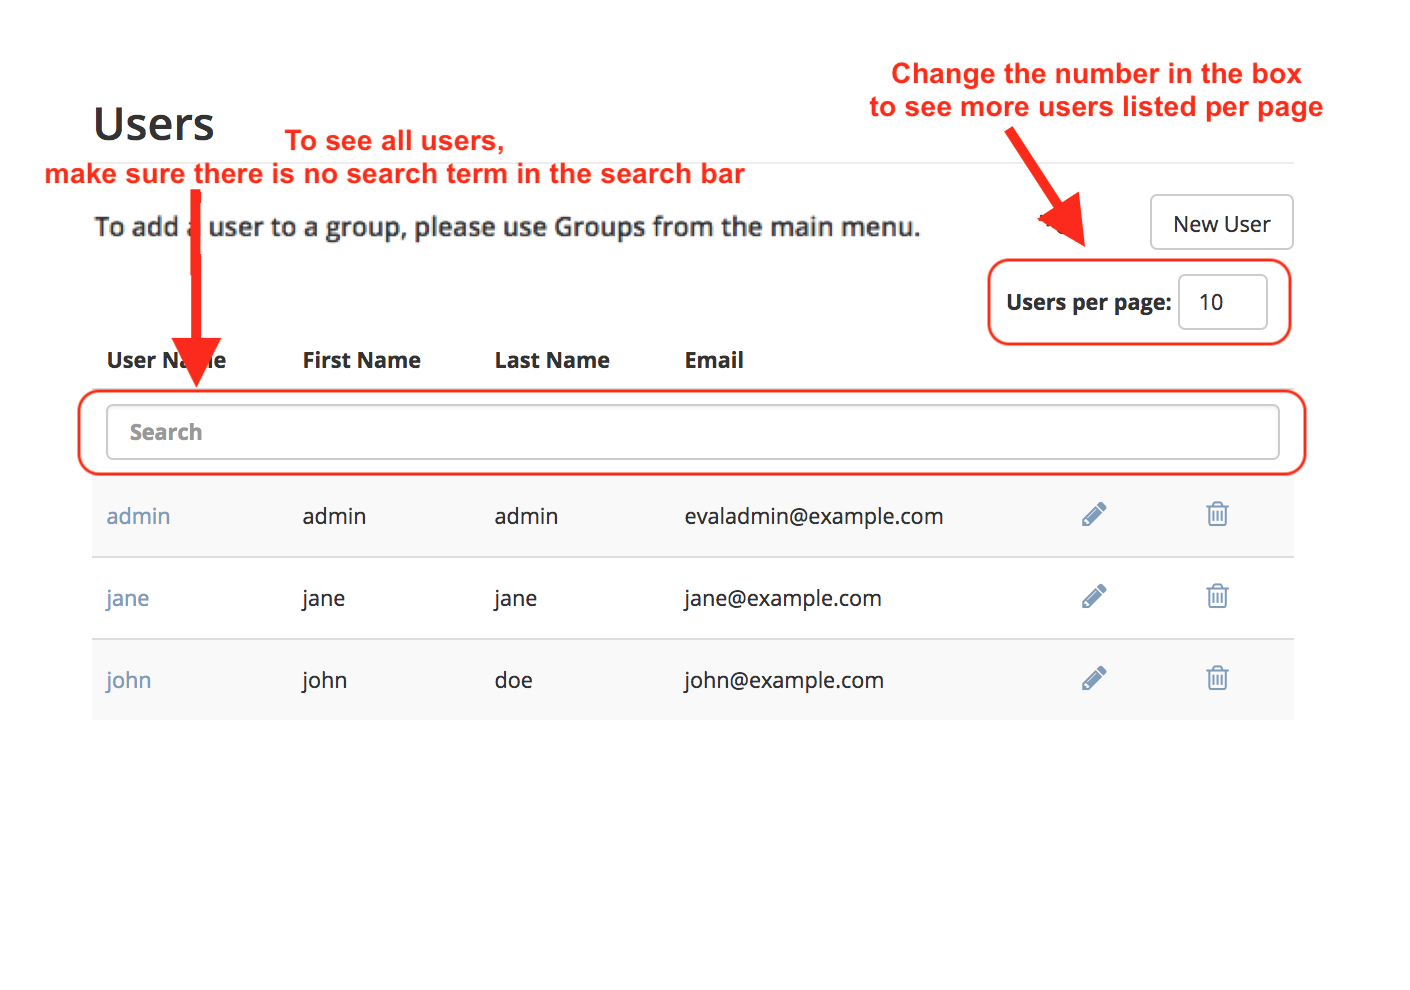 Change the number in the box
to see more users listed per page
Users
To see all users,
make sure there is no search term in the search bar
To add a user to a group, please use Groups from the main menu.
New User
Users per page: 10
User Name First Name Last Name Email
Search
admin admin admin evaladmin@example.com
jane jane jane jane@example.com
john john doe john@example.com